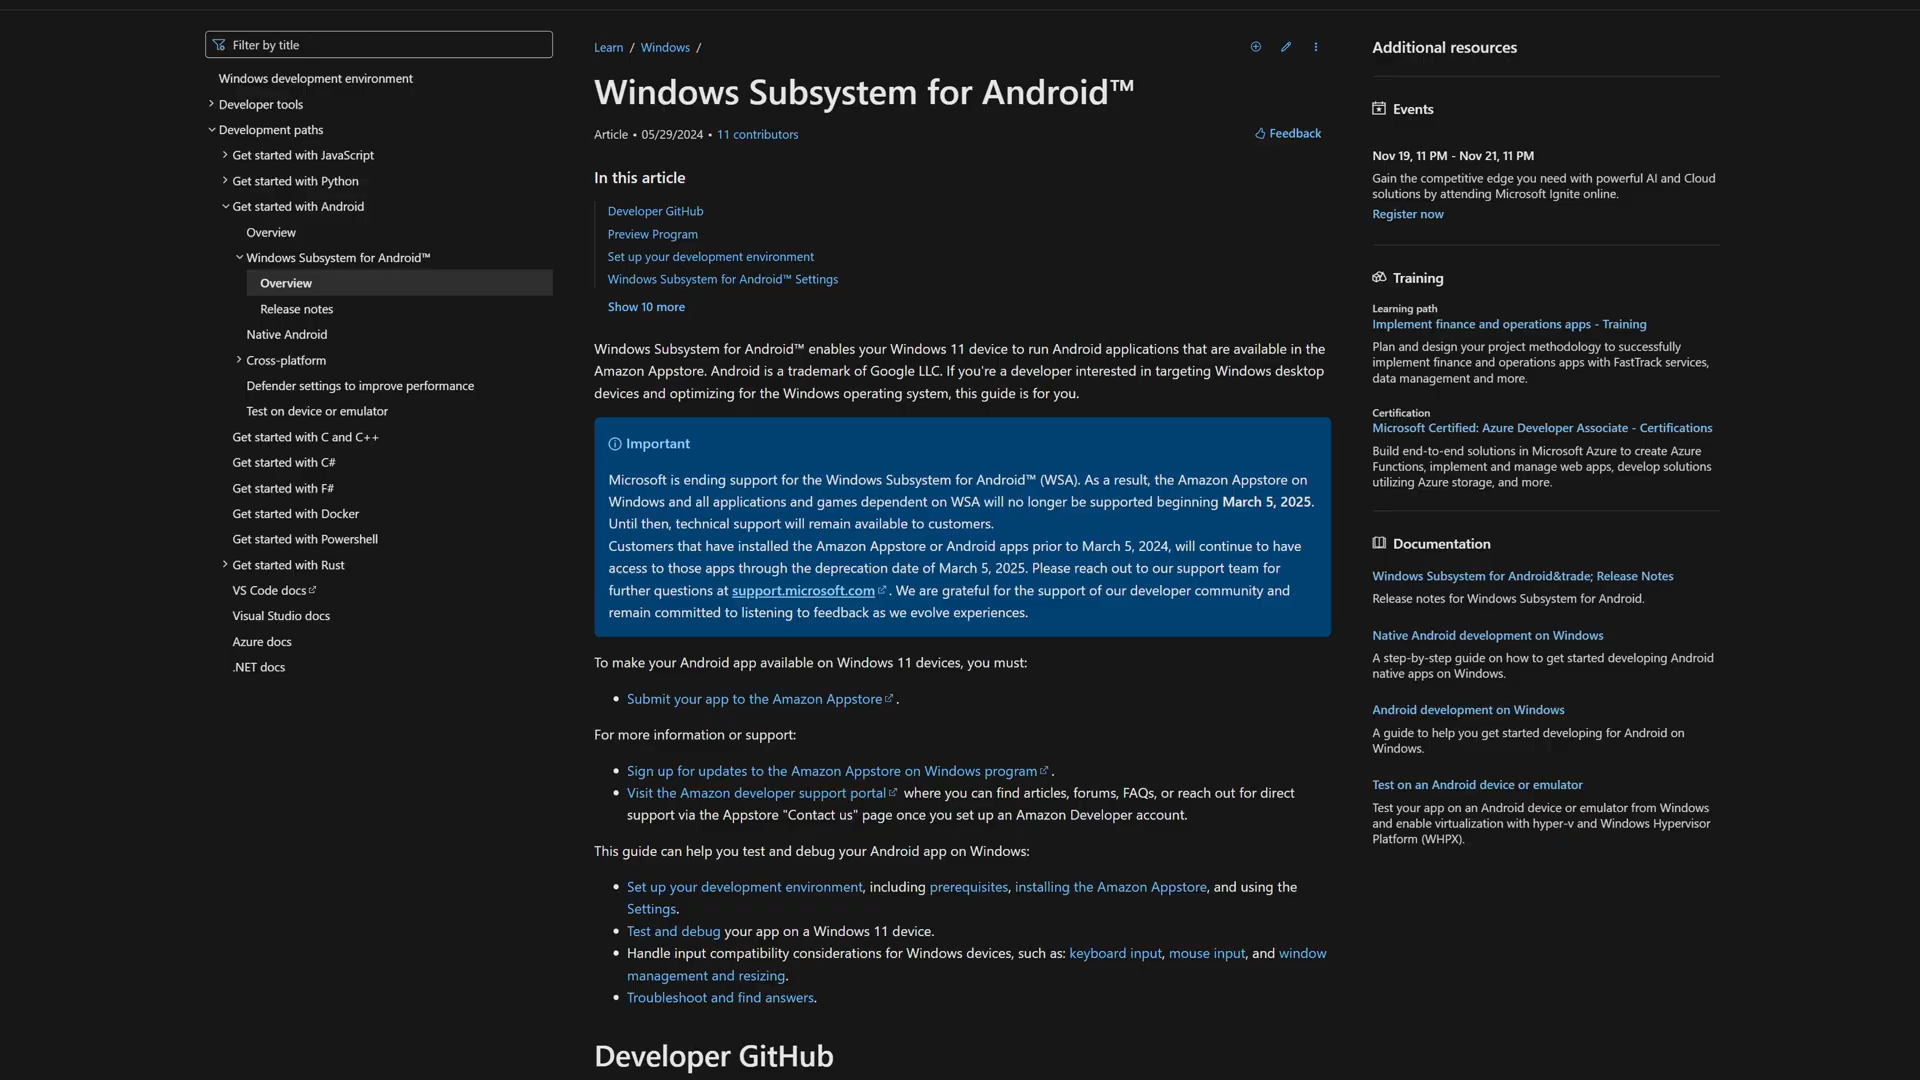 Filter by title
Windows development environment
Developer tools
Development paths
Get started with JavaScript
Get started with Python
Get started with Android
Overview
Windows Subsystem for Android™
Overview
Release notes
Native Android
Cross-platform
Defender settings to improve performance
Test on device or emulator
Get started with C and C++
Get started with C#
Get started with F#
Get started with Docker
Get started with Powershell
Get started with Rust
VS Code docs
Visual Studio docs
Azure docs
.NET docs
Learn / Windows /
Windows Subsystem for Android™
Article • 05/29/2024 • 11 contributors
Feedback
In this article
Developer GitHub
Preview Program
Set up your development environment
Windows Subsystem for Android™ Settings
Show 10 more
Windows Subsystem for Android™ enables your Windows 11 device to run Android applications that are available in the
Amazon Appstore. Android is a trademark of Google LLC. If you're a developer interested in targeting Windows desktop
devices and optimizing for the Windows operating system, this guide is for you.
Important
Microsoft is ending support for the Windows Subsystem for Android™ (WSA). As a result, the Amazon Appstore on
Windows and all applications and games dependent on WSA will no longer be supported beginning March 5, 2025.
Until then, technical support will remain available to customers.
Customers that have installed the Amazon Appstore or Android apps prior to March 5, 2024, will continue to have
access to those apps through the deprecation date of March 5, 2025. Please reach out to our support team for
further questions at support.microsoft.com . We are grateful for the support of our developer community and
remain committed to listening to feedback as we evolve experiences.
To make your Android app available on Windows 11 devices, you must:
• Submit your app to the Amazon Appstore .
For more information or support:
• Sign up for updates to the Amazon Appstore on Windows program .
• Visit the Amazon developer support portal where you can find articles, forums, FAQs, or reach out for direct
support via the Appstore "Contact us" page once you set up an Amazon Developer account.
This guide can help you test and debug your Android app on Windows:
• Set up your development environment, including prerequisites, installing the Amazon Appstore, and using the
Settings.
• Test and debug your app on a Windows 11 device.
• Handle input compatibility considerations for Windows devices, such as: keyboard input, mouse input, and window
management and resizing.
• Troubleshoot and find answers.
Developer GitHub
Additional resources
Events
Nov 19, 11 PM - Nov 21, 11 PM
Gain the competitive edge you need with powerful AI and Cloud
solutions by attending Microsoft Ignite online.
Register now
Training
Learning path
Implement finance and operations apps - Training
Plan and design your project methodology to successfully
implement finance and operations apps with FastTrack services,
data management and more.
Certification
Microsoft Certified: Azure Developer Associate - Certifications
Build end-to-end solutions in Microsoft Azure to create Azure
Functions, implement and manage web apps, develop solutions
utilizing Azure storage, and more.
Documentation
Windows Subsystem for Android&trade; Release Notes
Release notes for Windows Subsystem for Android.
Native Android development on Windows
A step-by-step guide on how to get started developing Android
native apps on Windows.
Android development on Windows
A guide to help you get started developing for Android on
Windows.
Test on an Android device or emulator
Test your app on an Android device or emulator from Windows
and enable virtualization with hyper-v and Windows Hypervisor
Platform (WHPX).